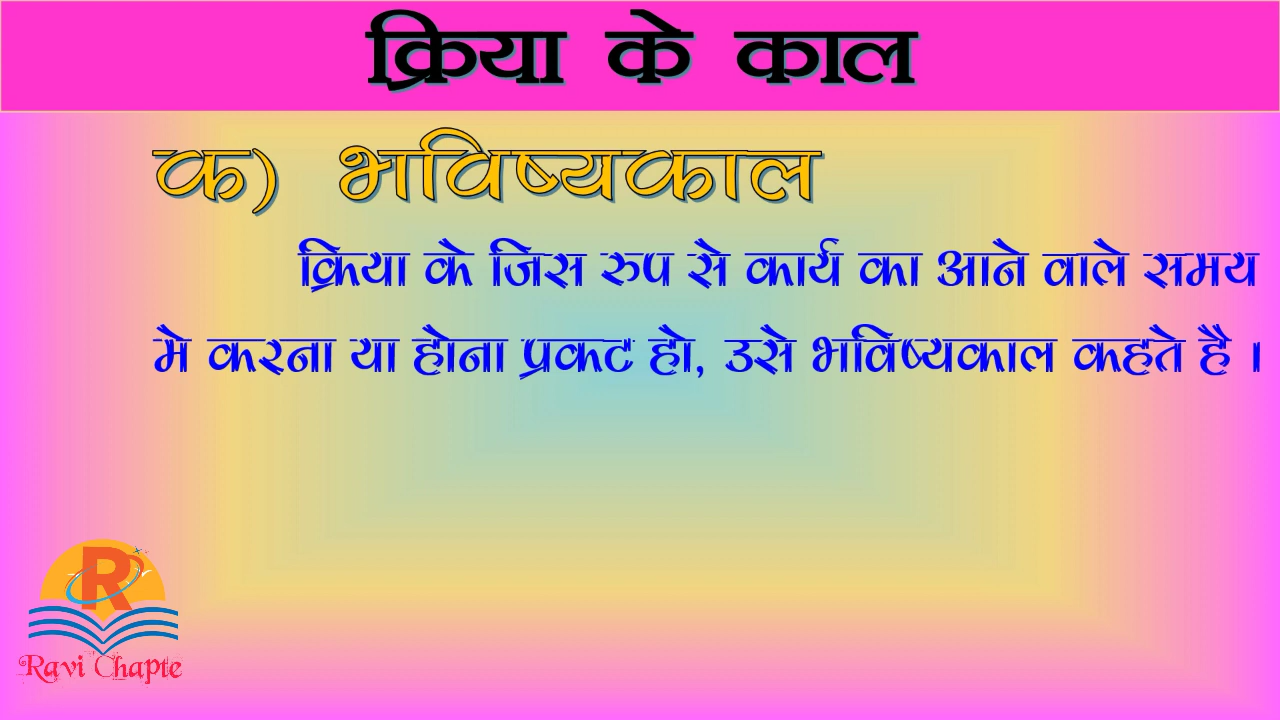 क्रिया के काल
क) भविष्यकाल
क्रिया के जिस रुप से कार्य का आने वाले समय
मे करना या होना प्रकट हो, उसे भविष्यकाल कहते है ।
R
Ravi Chapte